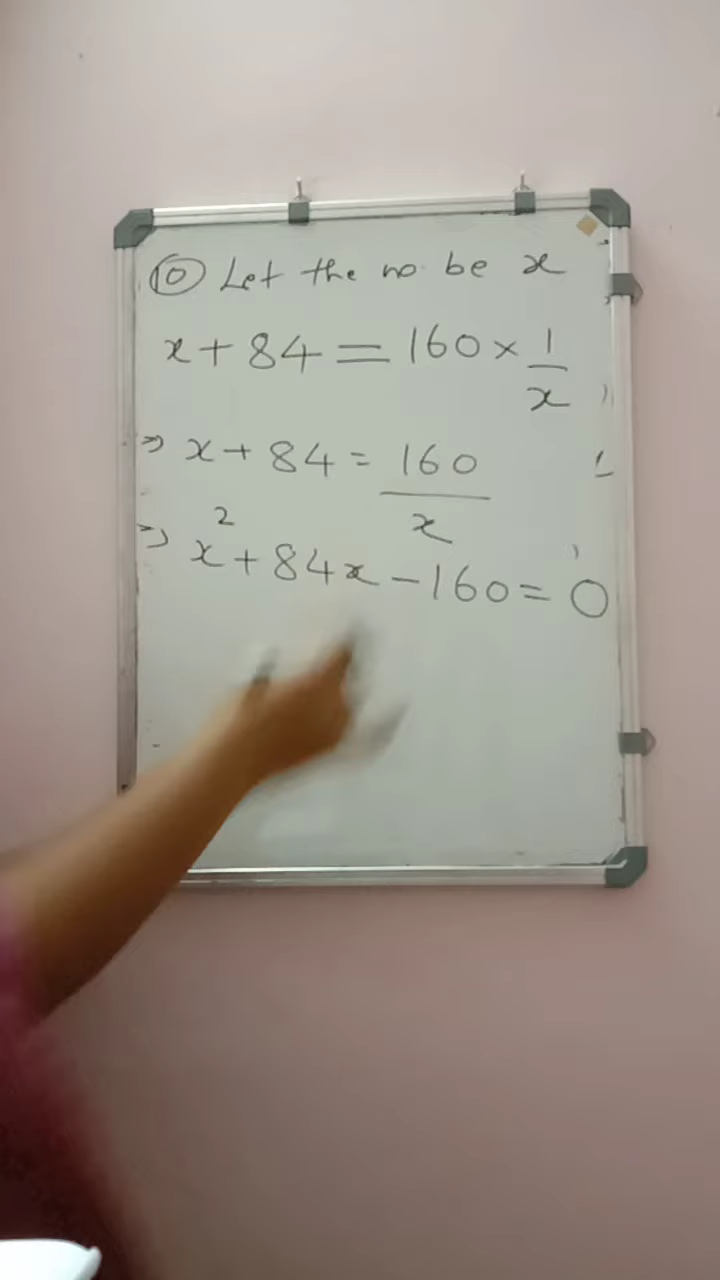 ⑩ Let the no. be x
x + 84 = 160 × 1/x
⇒ x + 84 = 160/x
⇒ x² + 84x - 160 = 0